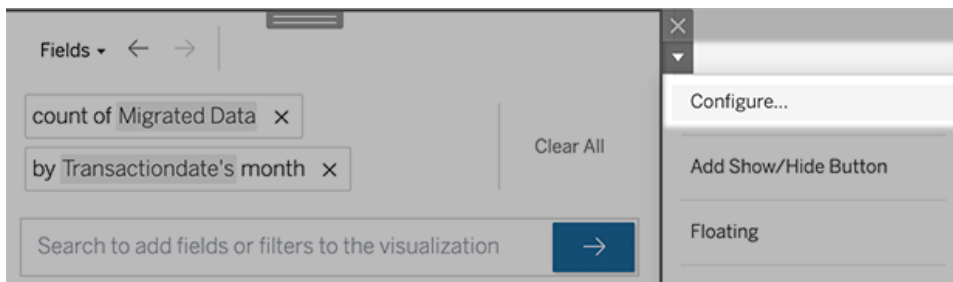 Fields
count of Migrated Data
by Transactiondate's month
Clear All
Search to add fields or filters to the visualization
Configure...
Add Show/Hide Button
Floating